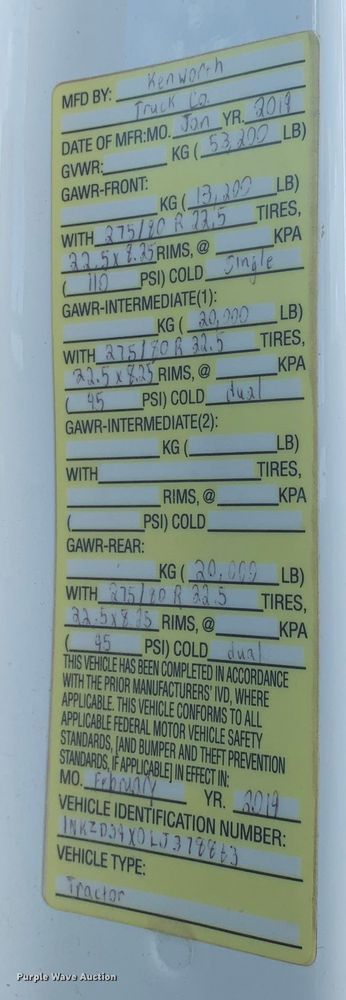 MFD BY: Kenworth
Truck Co.
DATE OF MFR:MO. Jan YR. 2019
GVWR: KG ( 53,200 LB)
GAWR-FRONT:
KG ( 13,200 LB)
WITH 275/80 R 22.5 TIRES,
22.5 x 8.25 RIMS, @ KPA
( 110 PSI) COLD Single
GAWR-INTERMEDIATE(1):
KG ( 20,000 LB)
WITH 275/80 R 22.5 TIRES,
22.5 x 8.25 RIMS, @ KPA
( 95 PSI) COLD dual
GAWR-INTERMEDIATE(2):
KG ( LB)
WITH TIRES,
RIMS, @ KPA
( PSI) COLD
GAWR-REAR:
KG ( 20,000 LB)
WITH 275/80 R 22.5 TIRES,
22.5x8.25 RIMS, @ KPA
( 95 PSI) COLD dual
THIS VEHICLE HAS BEEN COMPLETED IN ACCORDANCE
WITH THE PRIOR MANUFACTURERS' IVD, WHERE
APPLICABLE. THIS VEHICLE CONFORMS TO ALL
APPLICABLE FEDERAL MOTOR VEHICLE SAFETY
STANDARDS, [AND BUMPER AND THEFT PREVENTION
STANDARDS, IF APPLICABLE] IN EFFECT IN:
MO. February YR. 2019
VEHICLE IDENTIFICATION NUMBER:
VEHICLE TYPE:
Tractor
Purple Wave Auction